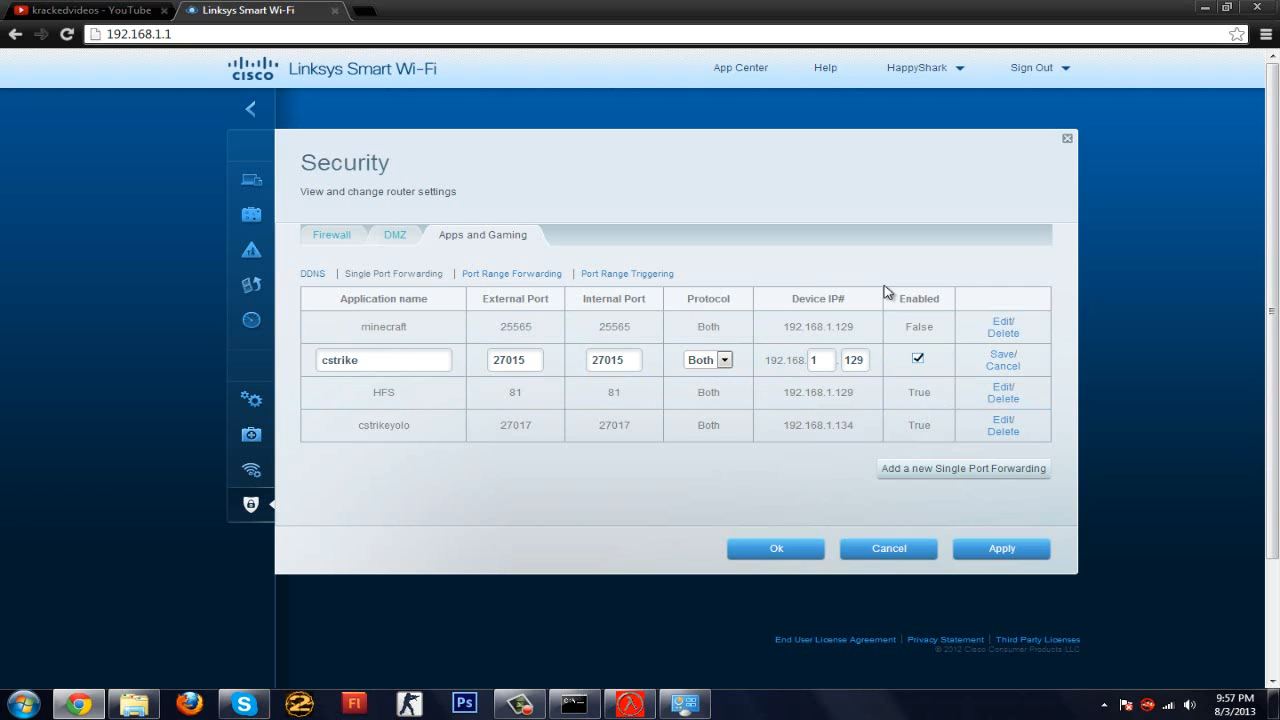 krackedvideos - YouTube
Linksys Smart Wi-Fi
192.168.1.1
cisco Linksys Smart Wi-Fi
App Center Help HappyShark Sign Out
Security
View and change router settings
Firewall DMZ Apps and Gaming
DDNS | Single Port Forwarding | Port Range Forwarding | Port Range Triggering
Application name External Port Internal Port Protocol Device IP# Enabled
minecraft 25565 25565 Both 192.168.1.129 False Edit/
Delete
cstrike 27015 27015 Both 192.168. 1 . 129 Save/
Cancel
HFS 81 81 Both 192.168.1.129 True Edit/
Delete
cstrikeyolo 27017 27017 Both 192.168.1.134 True Edit/
Delete
Add a new Single Port Forwarding
Ok Cancel Apply
End User License Agreement | Privacy Statement | Third Party Licenses
© 2012 Cisco Consumer Products LLC
Fl
Ps
9:57 PM
8/3/2013